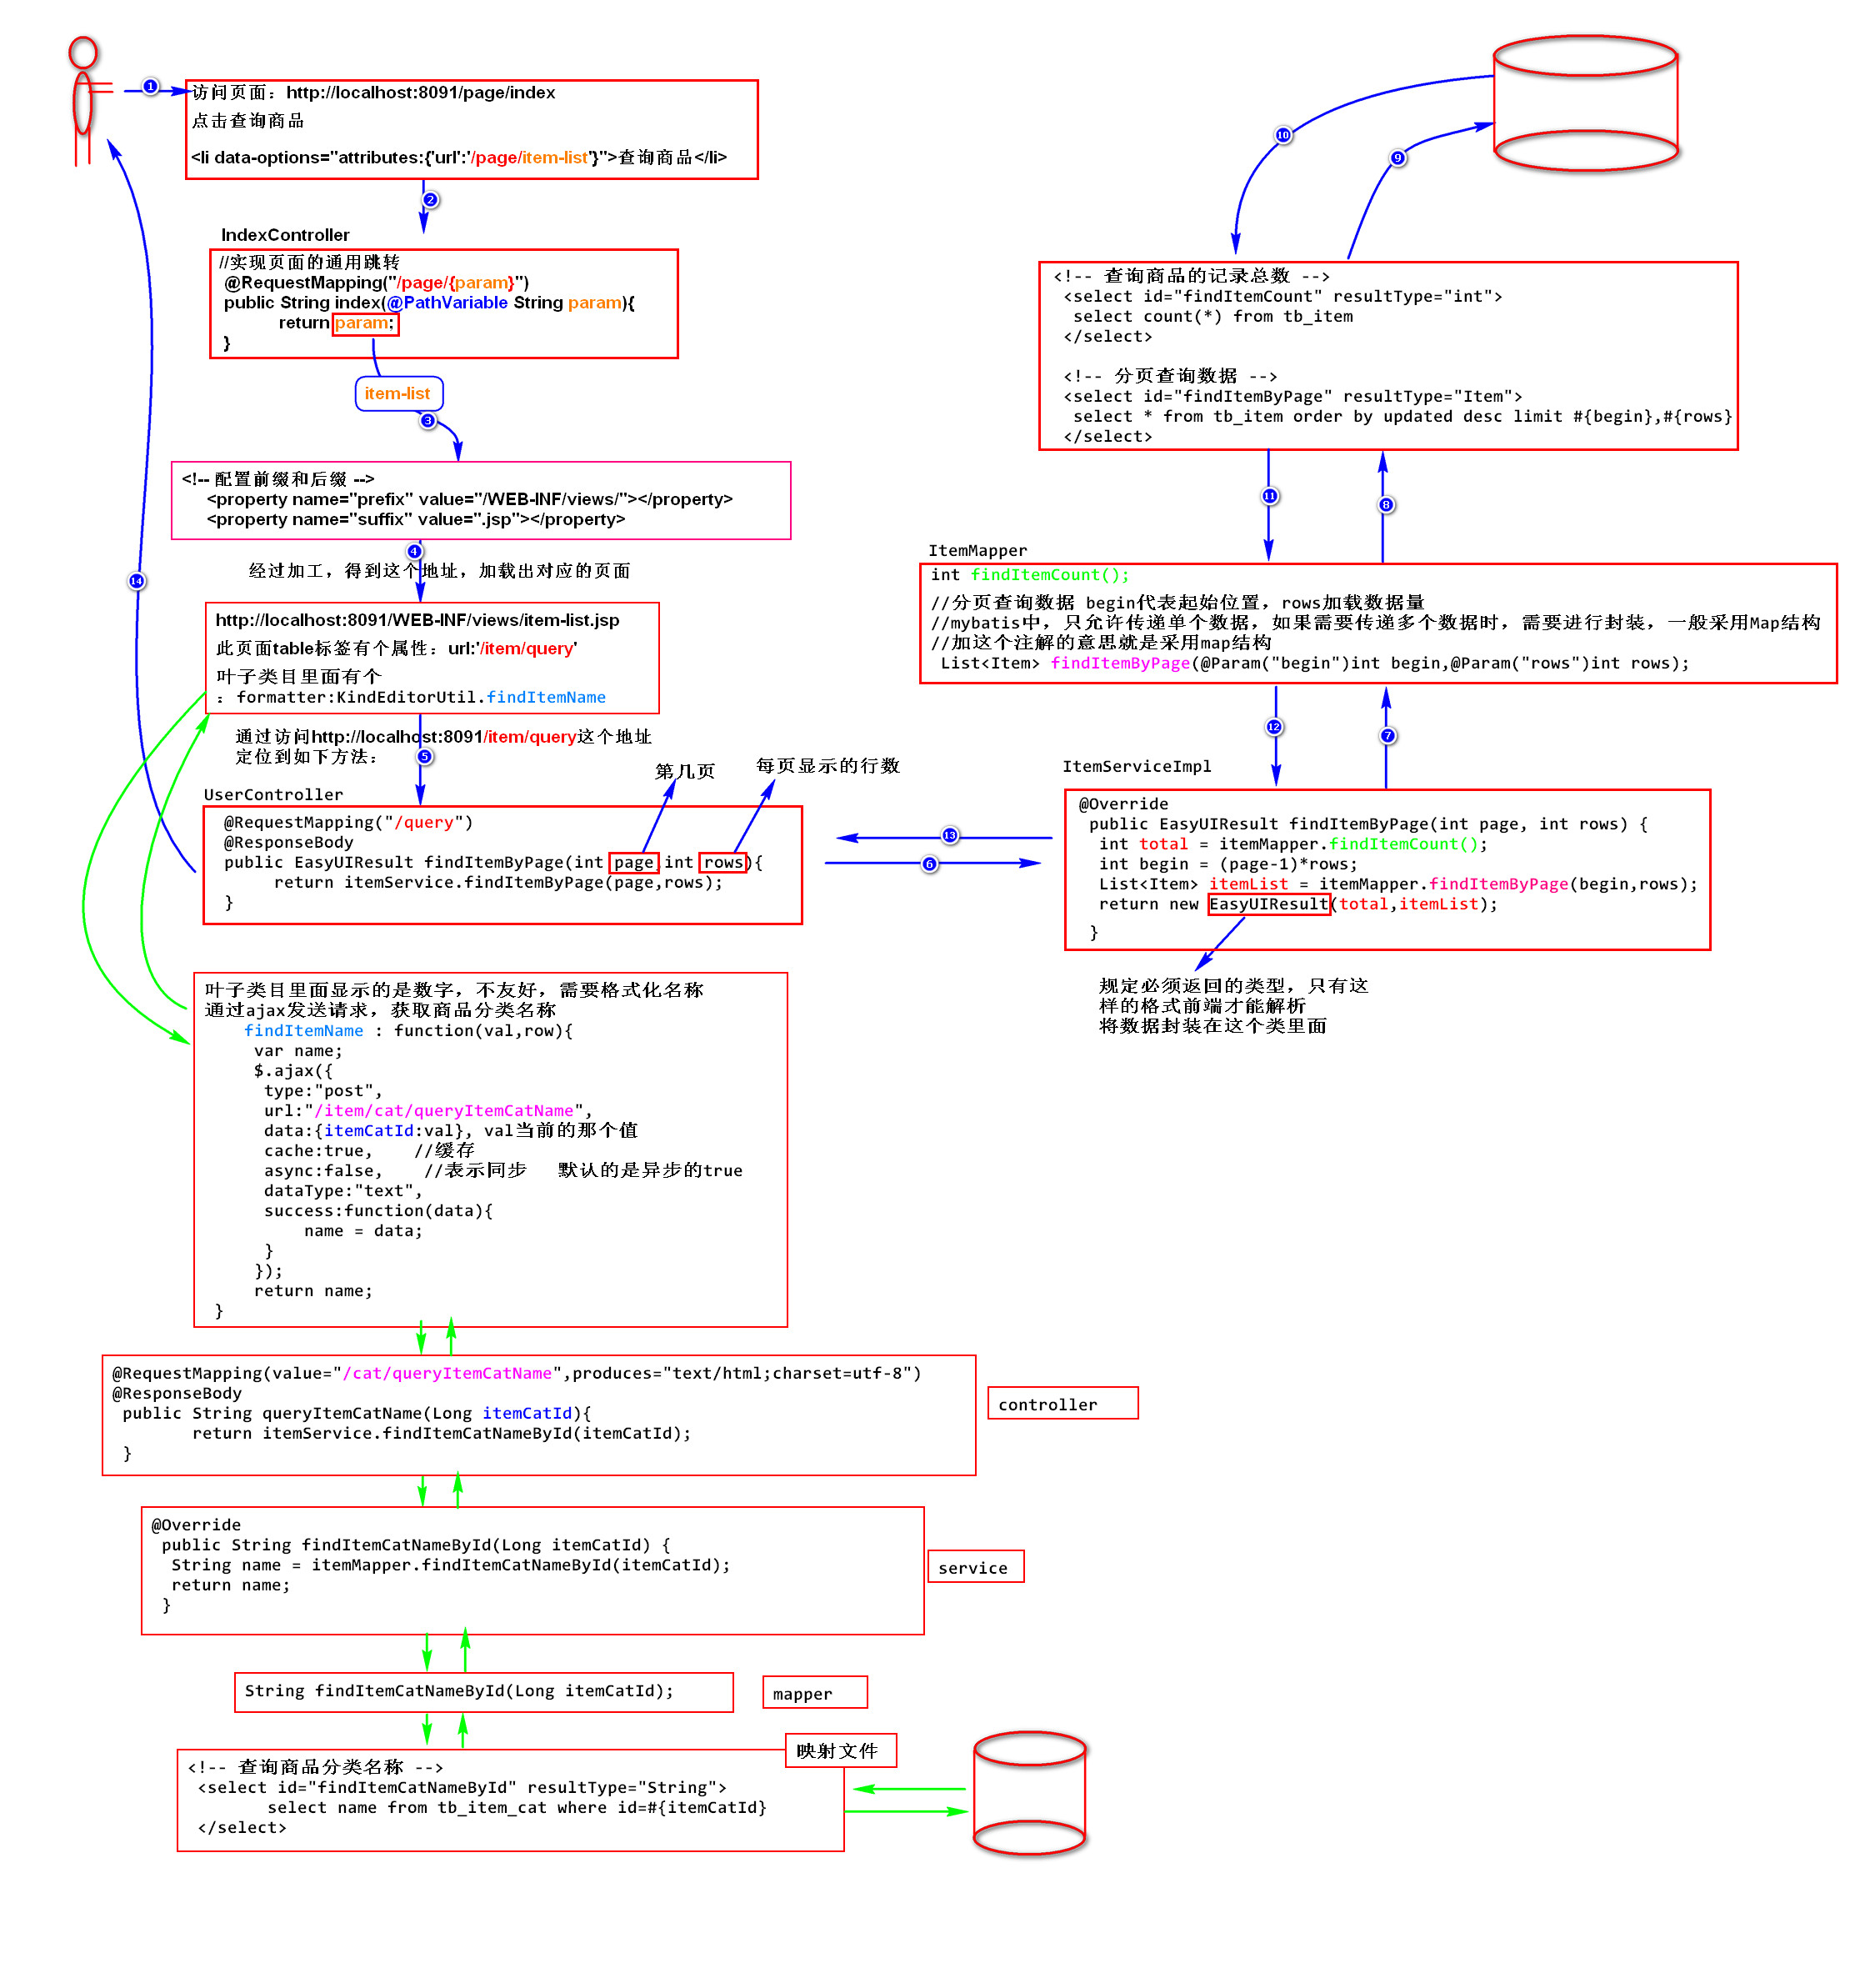 1
访问页面：http://localhost:8091/page/index
点击查询商品
<li data-options="attributes:{'url':'/page/item-list'}">查询商品</li>
2
IndexController
//实现页面的通用跳转
@RequestMapping("/page/{param}")
public String index(@PathVariable String param){
return param;
}
item-list
3
<!-- 配置前缀和后缀 -->
<property name="prefix" value="/WEB-INF/views/"></property>
<property name="suffix" value=".jsp"></property>
4
经过加工，得到这个地址，加载出对应的页面
14
http://localhost:8091/WEB-INF/views/item-list.jsp
此页面table标签有个属性：url:'/item/query'
叶子类目里面有个
：formatter:KindEditorUtil.findItemName
通过访问http://localhost:8091/item/query这个地址
定位到如下方法：
5
第几页
每页显示的行数
UserController
@RequestMapping("/query")
@ResponseBody
public EasyUIResult findItemByPage(int page,int rows){
return itemService.findItemByPage(page,rows);
}
13
6
10
9
<!-- 查询商品的记录总数 -->
<select id="findItemCount" resultType="int">
select count(*) from tb_item
</select>
<!-- 分页查询数据 -->
<select id="findItemByPage" resultType="Item">
select * from tb_item order by updated desc limit #{begin},#{rows}
</select>
11
8
ItemMapper
int findItemCount();
//分页查询数据 begin代表起始位置，rows加载数据量
//mybatis中，只允许传递单个数据，如果需要传递多个数据时，需要进行封装，一般采用Map结构
//加这个注解的意思就是采用map结构
List<Item> findItemByPage(@Param("begin")int begin,@Param("rows")int rows);
12
7
ItemServiceImpl
@Override
public EasyUIResult findItemByPage(int page, int rows) {
int total = itemMapper.findItemCount();
int begin = (page-1)*rows;
List<Item> itemList = itemMapper.findItemByPage(begin,rows);
return new EasyUIResult(total,itemList);
}
规定必须返回的类型，只有这
样的格式前端才能解析
将数据封装在这个类里面
叶子类目里面显示的是数字，不友好，需要格式化名称
通过ajax发送请求，获取商品分类名称
findItemName : function(val,row){
var name;
$.ajax({
type:"post",
url:"/item/cat/queryItemCatName",
data:{itemCatId:val}, val当前的那个值
cache:true, //缓存
async:false, //表示同步 默认的是异步的true
dataType:"text",
success:function(data){
name = data;
}
});
return name;
}
@RequestMapping(value="/cat/queryItemCatName",produces="text/html;charset=utf-8")
@ResponseBody
public String queryItemCatName(Long itemCatId){
return itemService.findItemCatNameById(itemCatId);
}
controller
@Override
public String findItemCatNameById(Long itemCatId) {
String name = itemMapper.findItemCatNameById(itemCatId);
return name;
}
service
String findItemCatNameById(Long itemCatId);
mapper
映射文件
<!-- 查询商品分类名称 -->
<select id="findItemCatNameById" resultType="String">
select name from tb_item_cat where id=#{itemCatId}
</select>